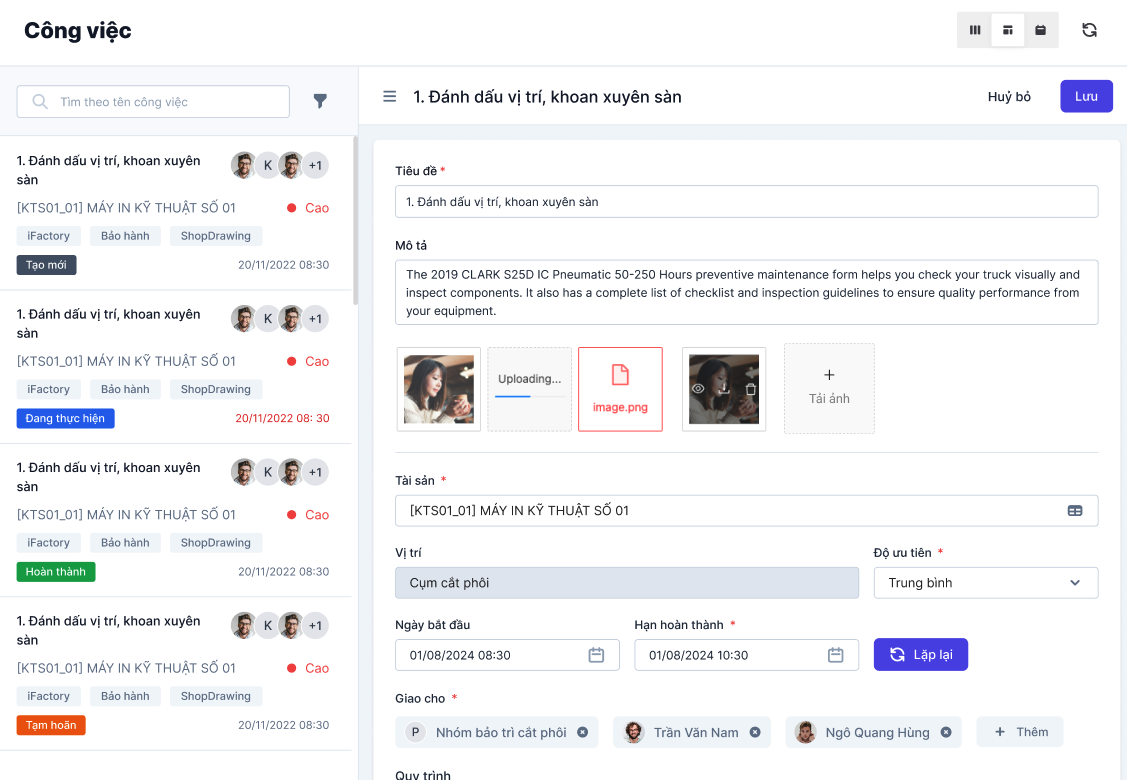 Công việc
Tìm theo tên công việc
1. Đánh dấu vị trí, khoan xuyên sàn
Huỷ bỏ
Lưu
1. Đánh dấu vị trí, khoan xuyên
sàn
K
+1
[KTS01_01] MÁY IN KỸ THUẬT SỐ 01
Cao
iFactory
Bảo hành
ShopDrawing
Tạo mới
20/11/2022 08:30
1. Đánh dấu vị trí, khoan xuyên
sàn
K
+1
[KTS01_01] MÁY IN KỸ THUẬT SỐ 01
Cao
iFactory
Bảo hành
ShopDrawing
Đang thực hiện
20/11/2022 08: 30
1. Đánh dấu vị trí, khoan xuyên
sàn
K
+1
[KTS01_01] MÁY IN KỸ THUẬT SỐ 01
Cao
iFactory
Bảo hành
ShopDrawing
Hoàn thành
20/11/2022 08:30
1. Đánh dấu vị trí, khoan xuyên
sàn
K
+1
[KTS01_01] MÁY IN KỸ THUẬT SỐ 01
Cao
iFactory
Bảo hành
ShopDrawing
Tạm hoãn
20/11/2022 08:30
Tiêu đề *
1. Đánh dấu vị trí, khoan xuyên sàn
Mô tả
The 2019 CLARK S25D IC Pneumatic 50-250 Hours preventive maintenance form helps you check your truck visually and
inspect components. It also has a complete list of checklist and inspection guidelines to ensure quality performance from
your equipment.
Uploading...
image.png
+
Tải ảnh
Tài sản *
[KTS01_01] MÁY IN KỸ THUẬT SỐ 01
Vị trí
Độ ưu tiên *
Cụm cắt phôi
Trung bình
Ngày bắt đầu
Hạn hoàn thành *
01/08/2024 08:30
01/08/2024 10:30
Lặp lại
Giao cho *
P
Nhóm bảo trì cắt phôi
Trần Văn Nam
Ngô Quang Hùng
+ Thêm
Quy trình